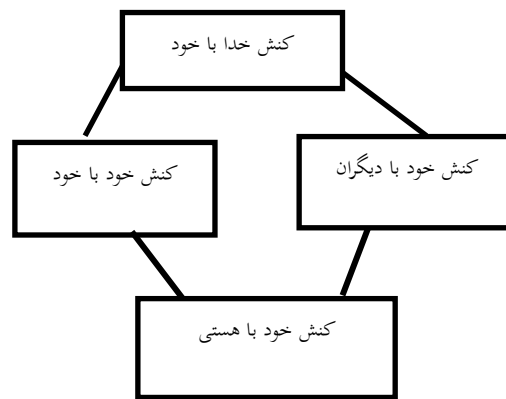 کنش خدا با خود
کنش خود با دیگران
کنش خود با خود
کنش خود با هستی